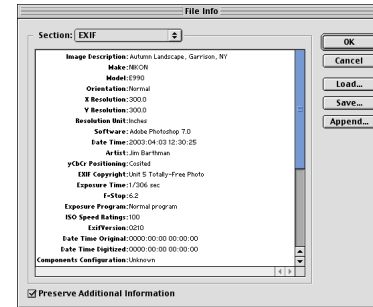 File Info
Section: EXIF
OK
Cancel
Load...
Save...
Append...
Image Description: Autumn Landscape, Garrison, NY
Make: NIKON
Model: E990
Orientation: Normal
X Resolution: 300.0
Y Resolution: 300.0
Resolution Unit: Inches
Software: Adobe Photoshop 7.0
Date Time: 2003:04:03 12:30:25
Artist: Jim Barthman
yCbCr Positioning: Cosited
EXIF Copyright: Unit 5 Totally-Free Photo
Exposure Time: 1/306 sec
F-Stop: 6.2
Exposure Program: Normal program
ISO Speed Ratings: 100
ExifVersion: 0210
Date Time Original: 0000:00:00 00:00:00
Date Time Digitized: 0000:00:00 00:00:00
Components Configuration: Unknown
Preserve Additional Information